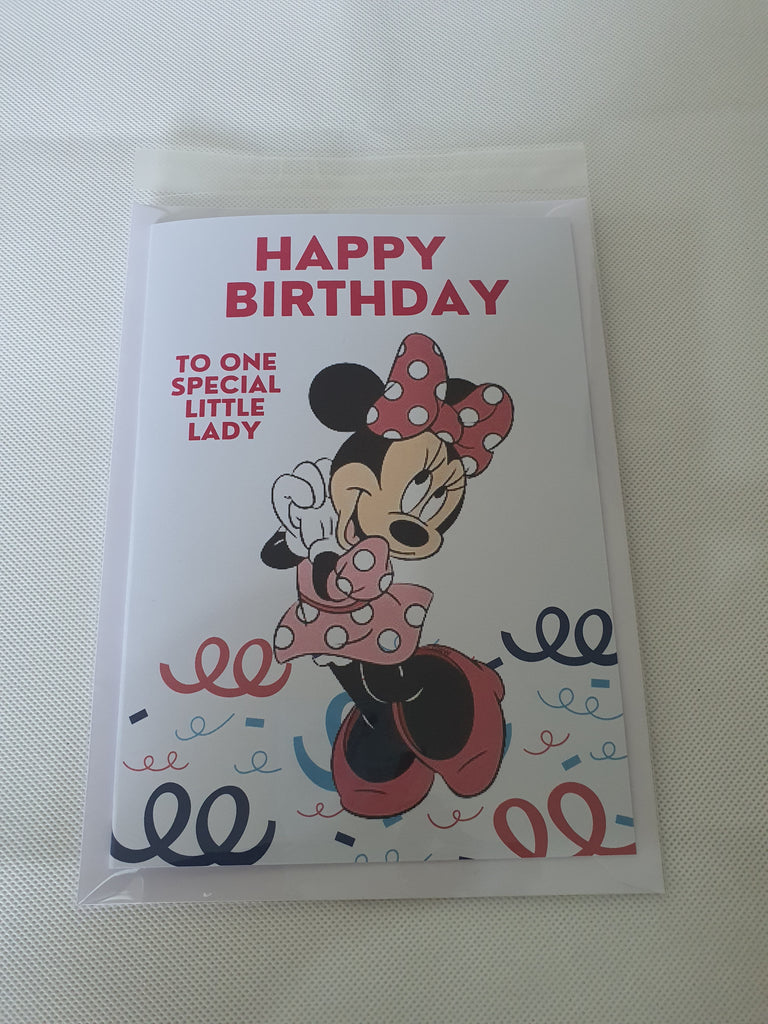 HAPPY
BIRTHDAY
TO ONE
SPECIAL
LITTLE
LADY